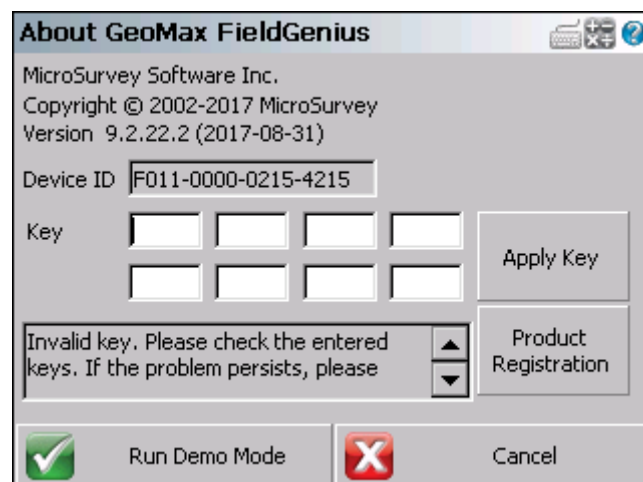 About GeoMax FieldGenius
MicroSurvey Software Inc.
Copyright © 2002-2017 MicroSurvey
Version 9.2.22.2 (2017-08-31)
Device ID F011-0000-0215-4215
Key
Apply Key
Invalid key. Please check the entered
keys. If the problem persists, please
Product
Registration
Run Demo Mode
Cancel